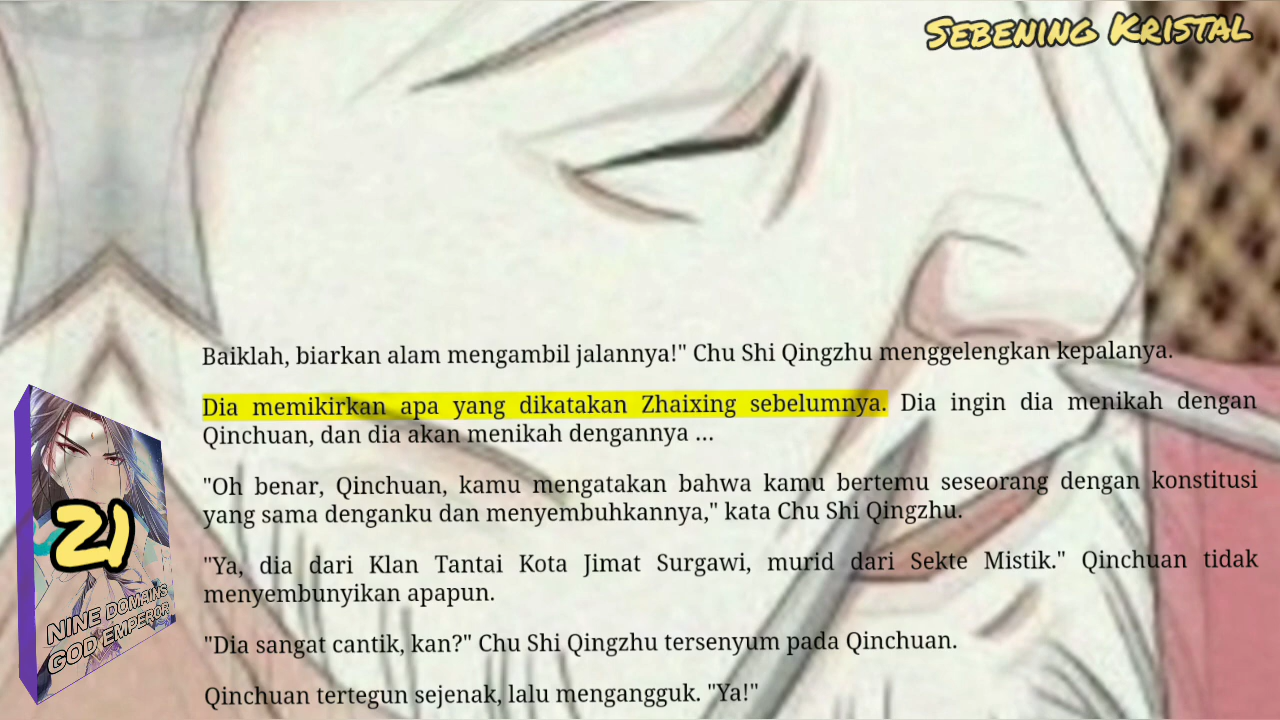 Sebening Kristal
Baiklah, biarkan alam mengambil jalannya!" Chu Shi Qingzhu menggelengkan kepalanya.
Dia memikirkan apa yang dikatakan Zhaixing sebelumnya. Dia ingin dia menikah dengan
Qinchuan, dan dia akan menikah dengannya ...
"Oh benar, Qinchuan, kamu mengatakan bahwa kamu bertemu seseorang dengan konstitusi
yang sama denganku dan menyembuhkannya," kata Chu Shi Qingzhu.
"Ya, dia dari Klan Tantai Kota Jimat Surgawi, murid dari Sekte Mistik." Qinchuan tidak
menyembunyikan apapun.
"Dia sangat cantik, kan?" Chu Shi Qingzhu tersenyum pada Qinchuan.
Qinchuan tertegun sejenak, lalu mengangguk. "Ya!"
21
Nine Domains
God Emperor